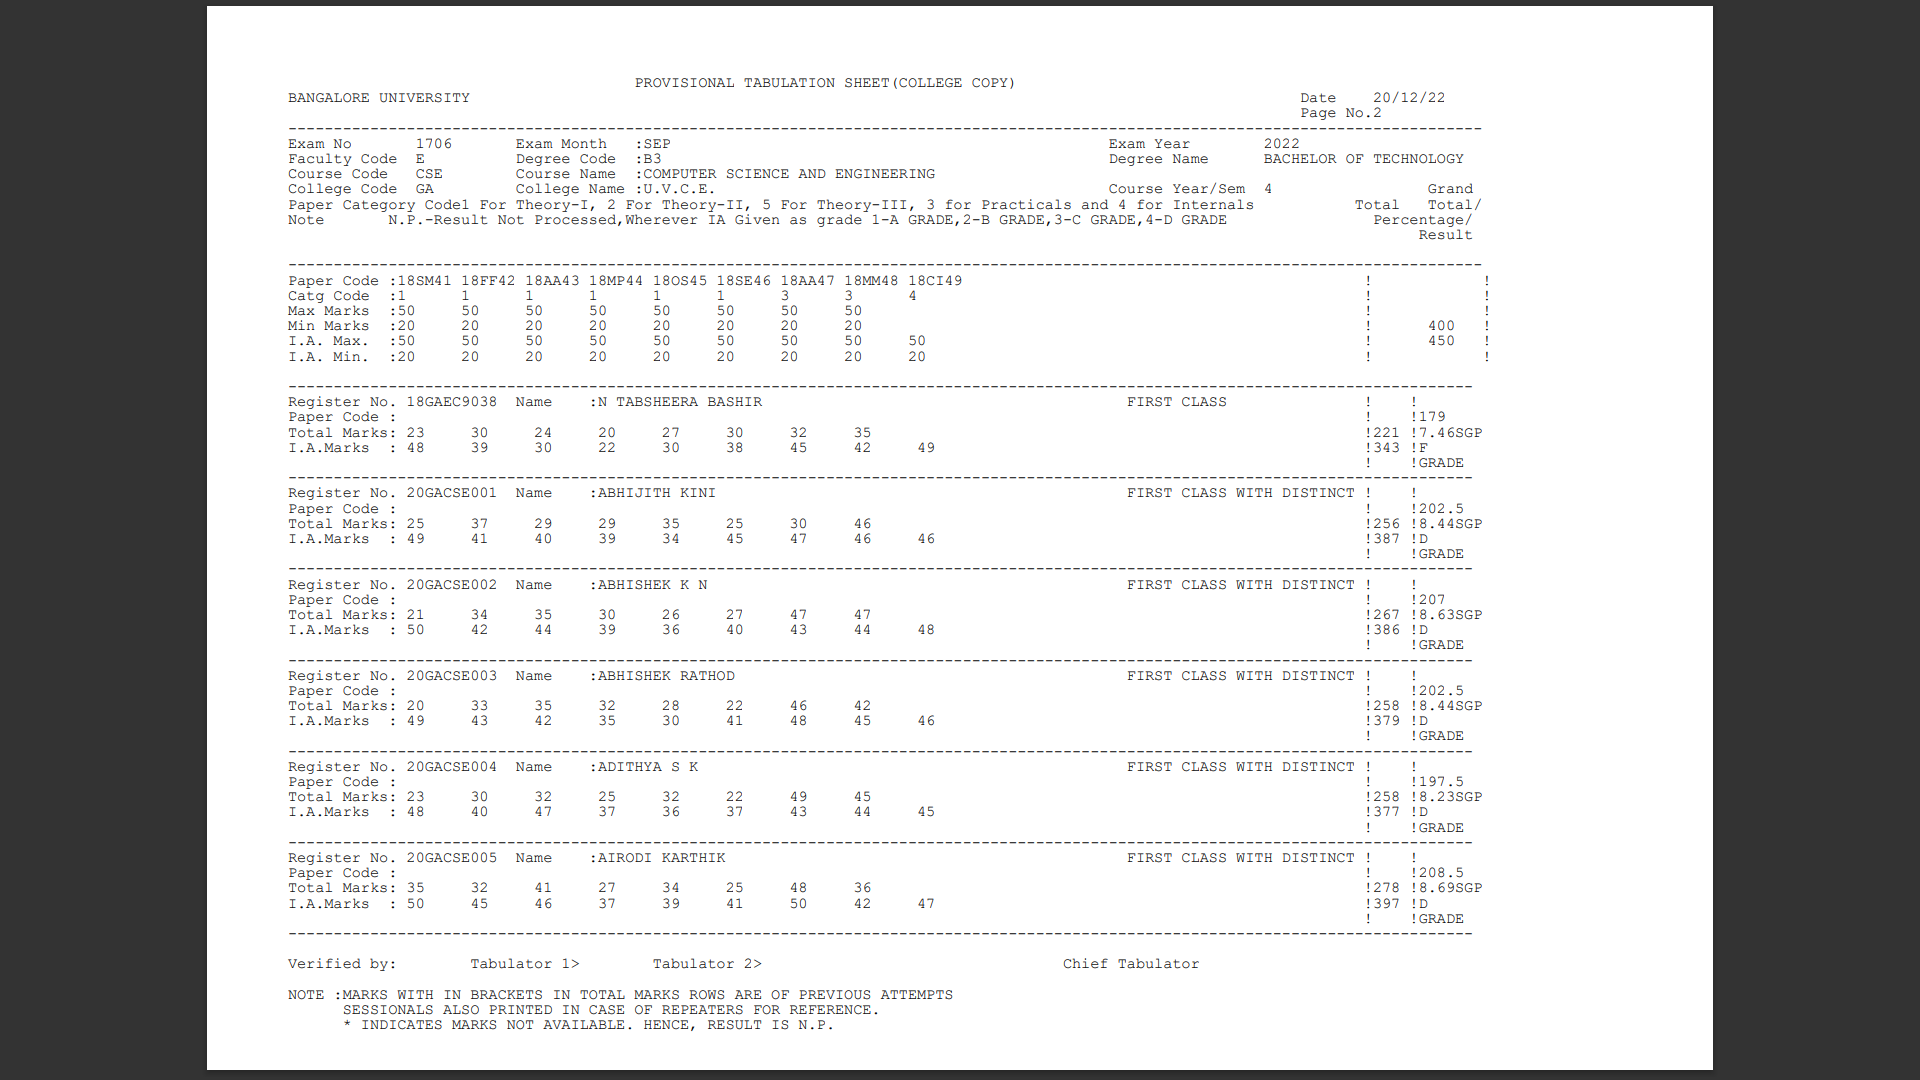 PROVISIONAL TABULATION SHEET(COLLEGE COPY)
BANGALORE UNIVERSITY Date 20/12/22
Page No.2
-----------------------------------------------------------------------------------------------------------------------------------
Exam No 1706 Exam Month :SEP Exam Year 2022
Faculty Code E Degree Code :B3 Degree Name BACHELOR OF TECHNOLOGY
Course Code CSE Course Name :COMPUTER SCIENCE AND ENGINEERING
College Code GA College Name :U.V.C.E. Course Year/Sem 4 Grand
Paper Category Code1 For Theory-I, 2 For Theory-II, 5 For Theory-III, 3 for Practicals and 4 for Internals Total Total/
Note N.P.-Result Not Processed,Wherever IA Given as grade 1-A GRADE,2-B GRADE,3-C GRADE,4-D GRADE Percentage/
Result
-----------------------------------------------------------------------------------------------------------------------------------
Paper Code :18SM41 18FF42 18AA43 18MP44 18OS45 18SE46 18AA47 18MM48 18CI49 ! !
Catg Code :1 1 1 1 1 1 3 3 4 ! !
Max Marks :50 50 50 50 50 50 50 50 ! !
Min Marks :20 20 20 20 20 20 20 20 ! 400 !
I.A. Max. :50 50 50 50 50 50 50 50 50 ! 450 !
I.A. Min. :20 20 20 20 20 20 20 20 20 ! !
----------------------------------------------------------------------------------------------------------------------------------
Register No. 18GAEC9038 Name :N TABSHEERA BASHIR FIRST CLASS ! !
Paper Code : ! !179
Total Marks: 23 30 24 20 27 30 32 35 !221 !7.46SGP
I.A.Marks : 48 39 30 22 30 38 45 42 49 !343 !F
! !GRADE
----------------------------------------------------------------------------------------------------------------------------------
Register No. 20GACSE001 Name :ABHIJITH KINI FIRST CLASS WITH DISTINCT ! !
Paper Code : ! !202.5
Total Marks: 25 37 29 29 35 25 30 46 !256 !8.44SGP
I.A.Marks : 49 41 40 39 34 45 47 46 46 !387 !D
! !GRADE
----------------------------------------------------------------------------------------------------------------------------------
Register No. 20GACSE002 Name :ABHISHEK K N FIRST CLASS WITH DISTINCT ! !
Paper Code : ! !207
Total Marks: 21 34 35 30 26 27 47 47 !267 !8.63SGP
I.A.Marks : 50 42 44 39 36 40 43 44 48 !386 !D
! !GRADE
----------------------------------------------------------------------------------------------------------------------------------
Register No. 20GACSE003 Name :ABHISHEK RATHOD FIRST CLASS WITH DISTINCT ! !
Paper Code : ! !202.5
Total Marks: 20 33 35 32 28 22 46 42 !258 !8.44SGP
I.A.Marks : 49 43 42 35 30 41 48 45 46 !379 !D
! !GRADE
----------------------------------------------------------------------------------------------------------------------------------
Register No. 20GACSE004 Name :ADITHYA S K FIRST CLASS WITH DISTINCT ! !
Paper Code : ! !197.5
Total Marks: 23 30 32 25 32 22 49 45 !258 !8.23SGP
I.A.Marks : 48 40 47 37 36 37 43 44 45 !377 !D
! !GRADE
----------------------------------------------------------------------------------------------------------------------------------
Register No. 20GACSE005 Name :AIRODI KARTHIK FIRST CLASS WITH DISTINCT ! !
Paper Code : ! !208.5
Total Marks: 35 32 41 27 34 25 48 36 !278 !8.69SGP
I.A.Marks : 50 45 46 37 39 41 50 42 47 !397 !D
! !GRADE
----------------------------------------------------------------------------------------------------------------------------------
Verified by: Tabulator 1> Tabulator 2> Chief Tabulator
NOTE :MARKS WITH IN BRACKETS IN TOTAL MARKS ROWS ARE OF PREVIOUS ATTEMPTS
SESSIONALS ALSO PRINTED IN CASE OF REPEATERS FOR REFERENCE.
* INDICATES MARKS NOT AVAILABLE. HENCE, RESULT IS N.P.